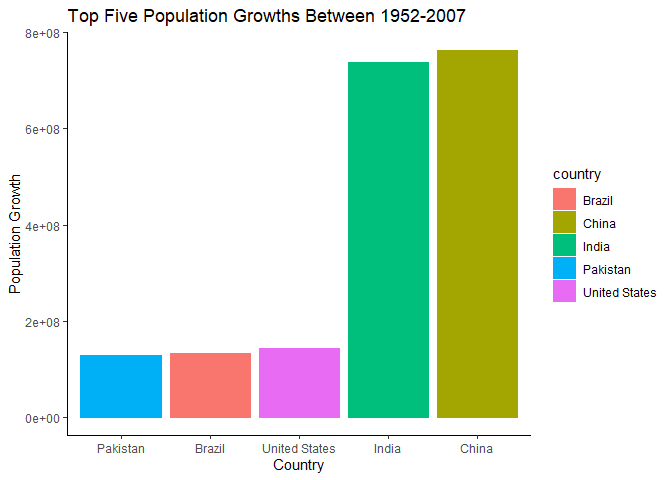 Top Five Population Growths Between 1952-2007
8e+08
6e+08
4e+08
2e+08
0e+00
Population Growth
Pakistan
Brazil
United States
India
China
Country
country
Brazil
China
India
Pakistan
United States